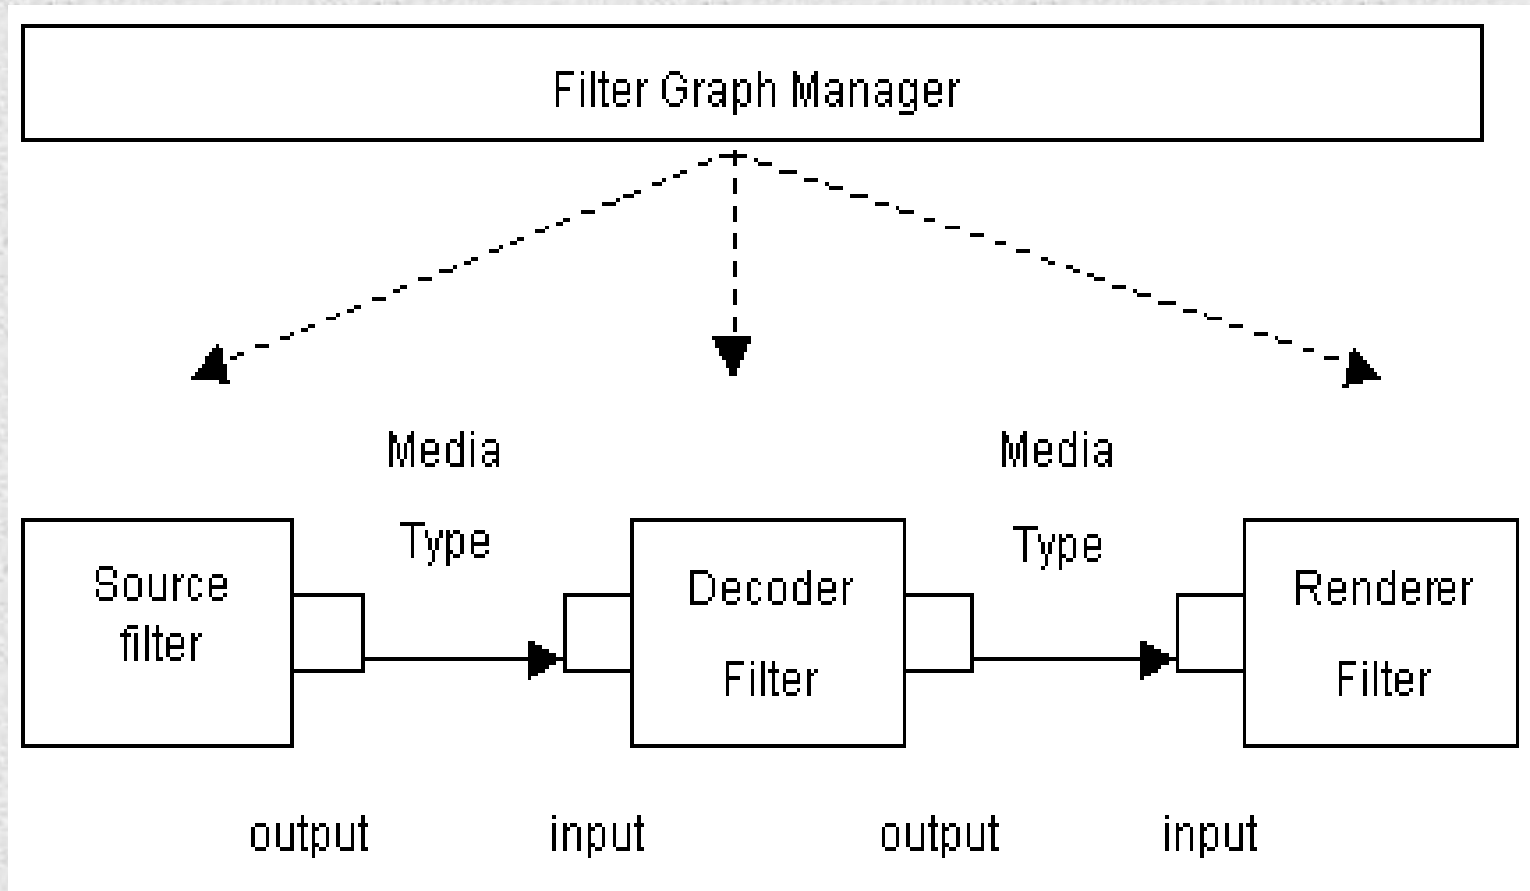 Filter Graph Manager
Media
Type
Media
Type
Source
filter
Decoder
Filter
Renderer
Filter
output
input
output
input